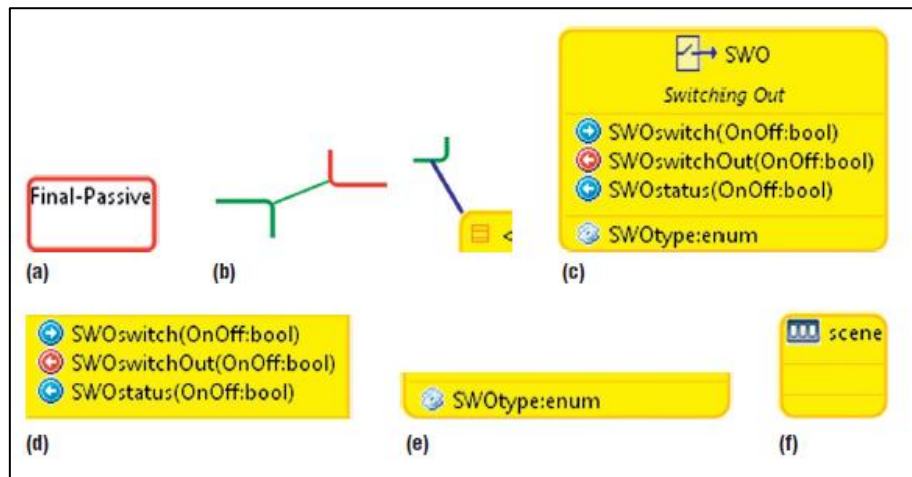 Final-Passive
(a)
(b)
<
SWO
Switching Out
SWOswitch(OnOff:bool)
SWOswitchOut(OnOff:bool)
SWOstatus(OnOff:bool)
SWOtype:enum
(c)
SWOswitch(OnOff:bool)
SWOswitchOut(OnOff:bool)
SWOstatus(OnOff:bool)
(d)
SWOtype:enum
(e)
scene
(f)